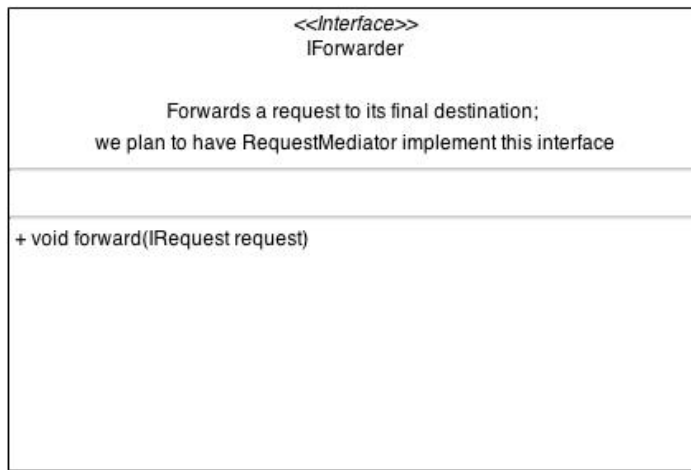 <<Interface>>
IForwarder
Forwards a request to its final destination;
we plan to have RequestMediator implement this interface
+ void forward(IRequest request)